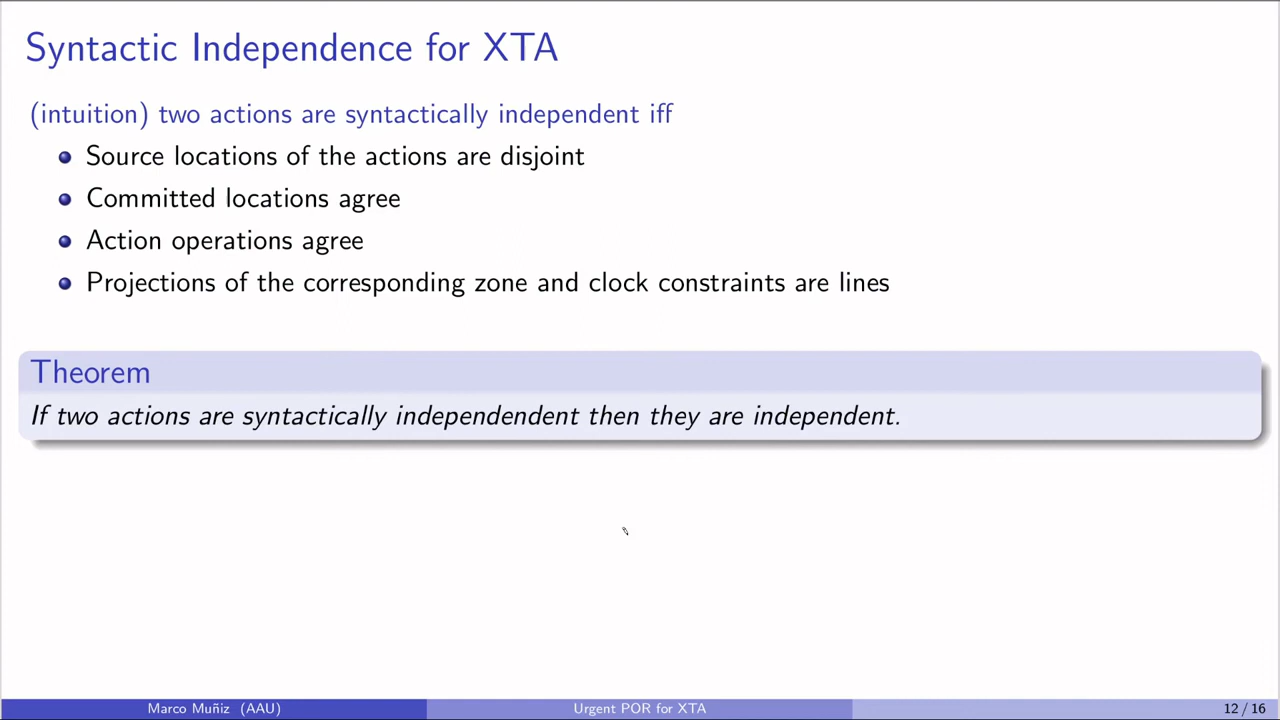 Syntactic Independence for XTA
(intuition) two actions are syntactically independent iff
Source locations of the actions are disjoint
Committed locations agree
Action operations agree
Projections of the corresponding zone and clock constraints are lines
Theorem
If two actions are syntactically independendent then they are independent.
Marco Muñiz (AAU)
Urgent POR for XTA
12 / 16